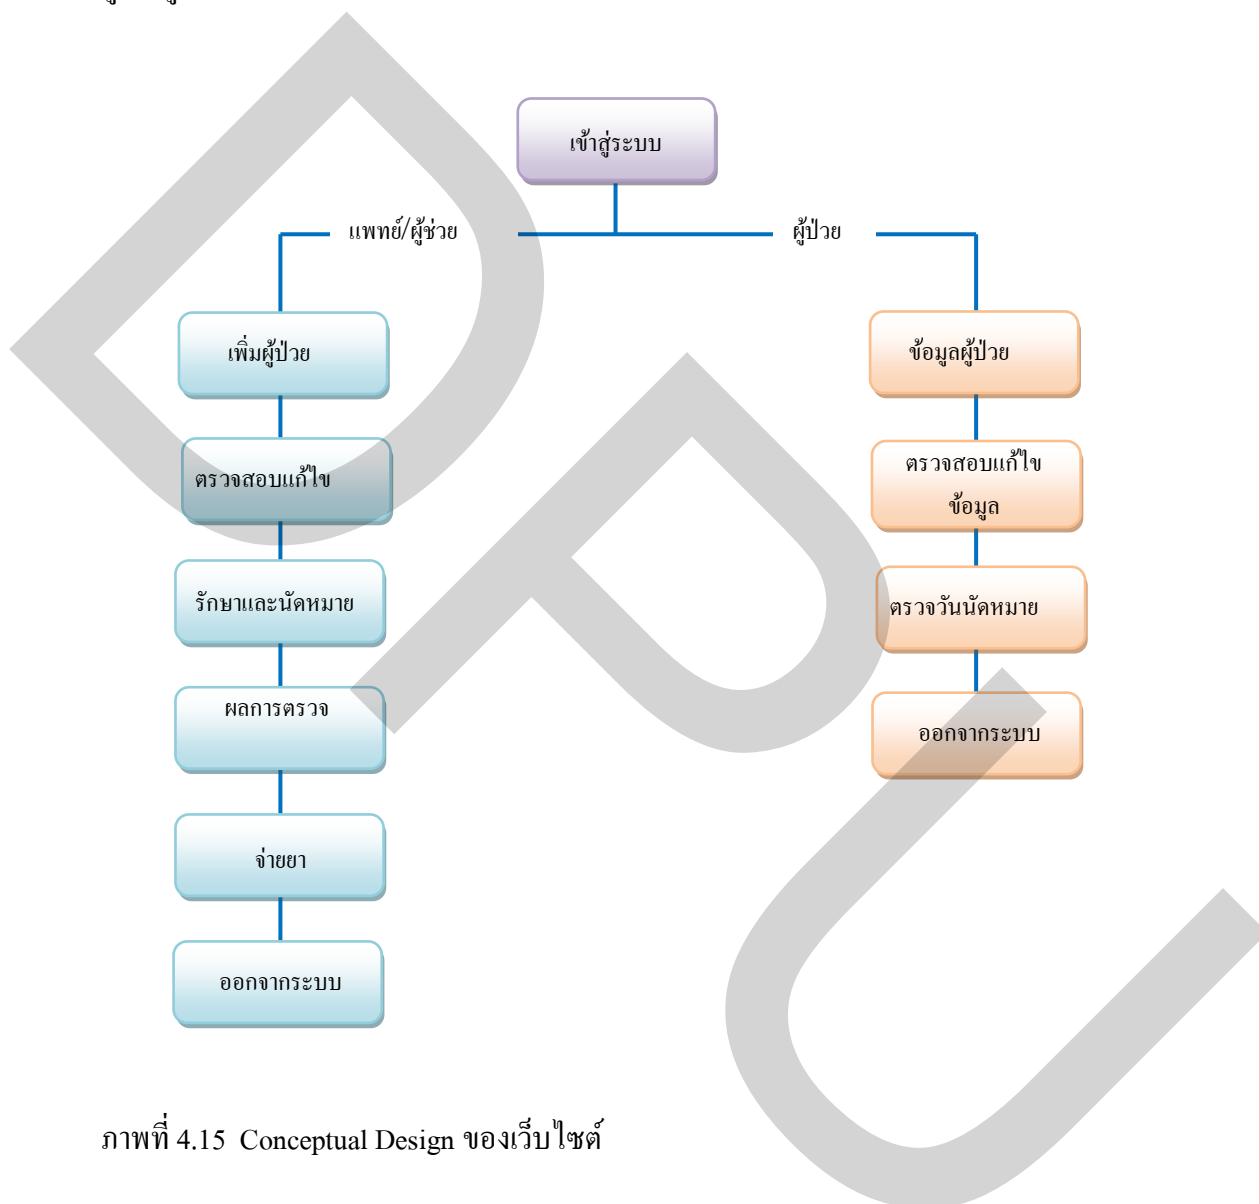 เข้าสู่ระบบ
แพทย์/ผู้ช่วย
ผู้ป่วย
เพิ่มผู้ป่วย
ตรวจสอบแก้ไข
รักษาและนัดหมาย
ผลการตรวจ
จ่ายยา
ออกจากระบบ
ข้อมูลผู้ป่วย
ตรวจสอบแก้ไข
ข้อมูล
ตรวจวันนัดหมาย
ออกจากระบบ
ภาพที่ 4.15 Conceptual Design ของเว็บไซต์
DPU